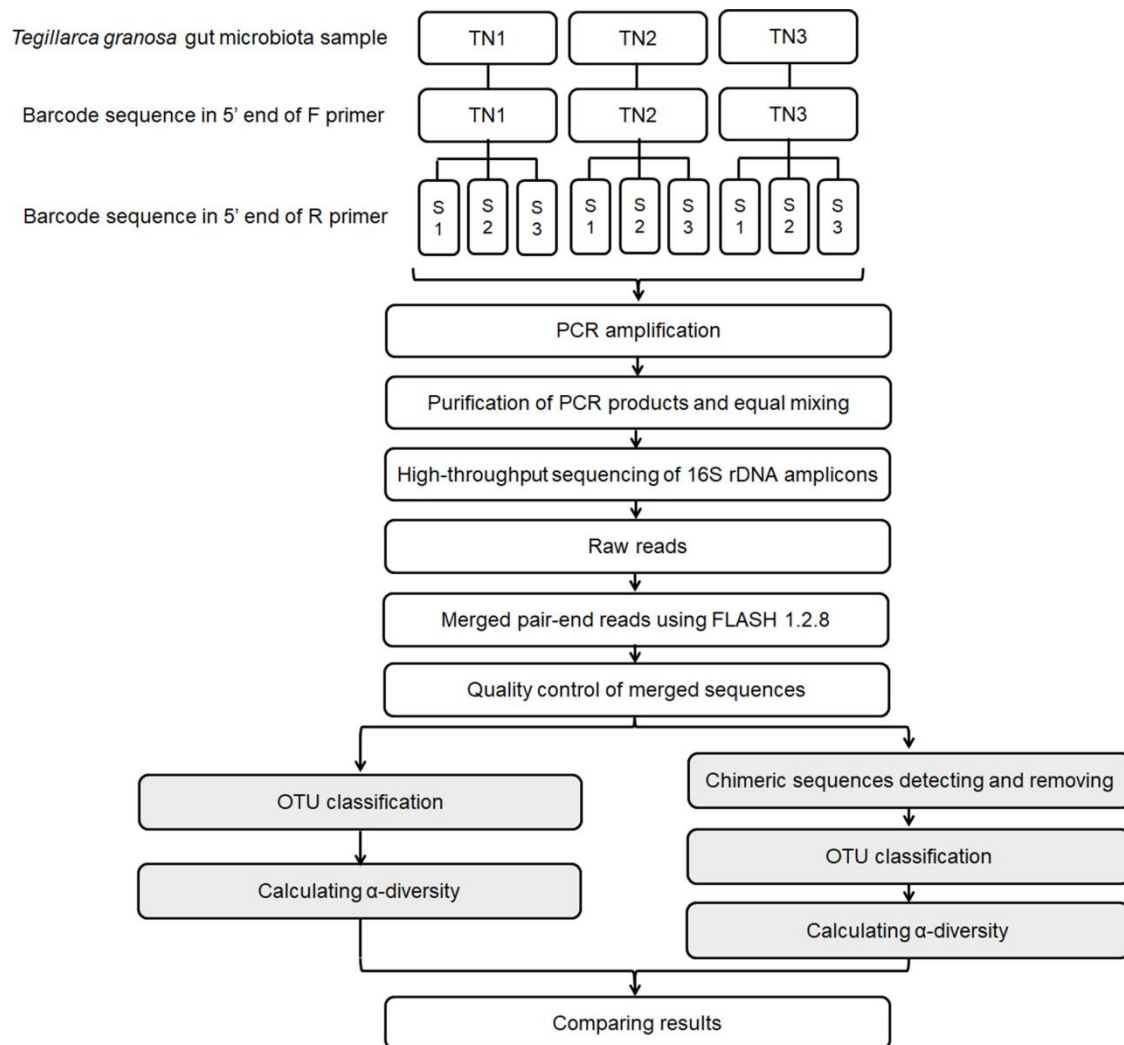 Tegillarca granosa gut microbiota sample
TN1 TN2 TN3
Barcode sequence in 5' end of F primer
TN1 TN2 TN3
Barcode sequence in 5' end of R primer
S S S S S S S S S
1 2 3 1 2 3 1 2 3
PCR amplification
Purification of PCR products and equal mixing
High-throughput sequencing of 16S rDNA amplicons
Raw reads
Merged pair-end reads using FLASH 1.2.8
Quality control of merged sequences
OTU classification
Calculating α-diversity
Chimeric sequences detecting and removing
OTU classification
Calculating α-diversity
Comparing results